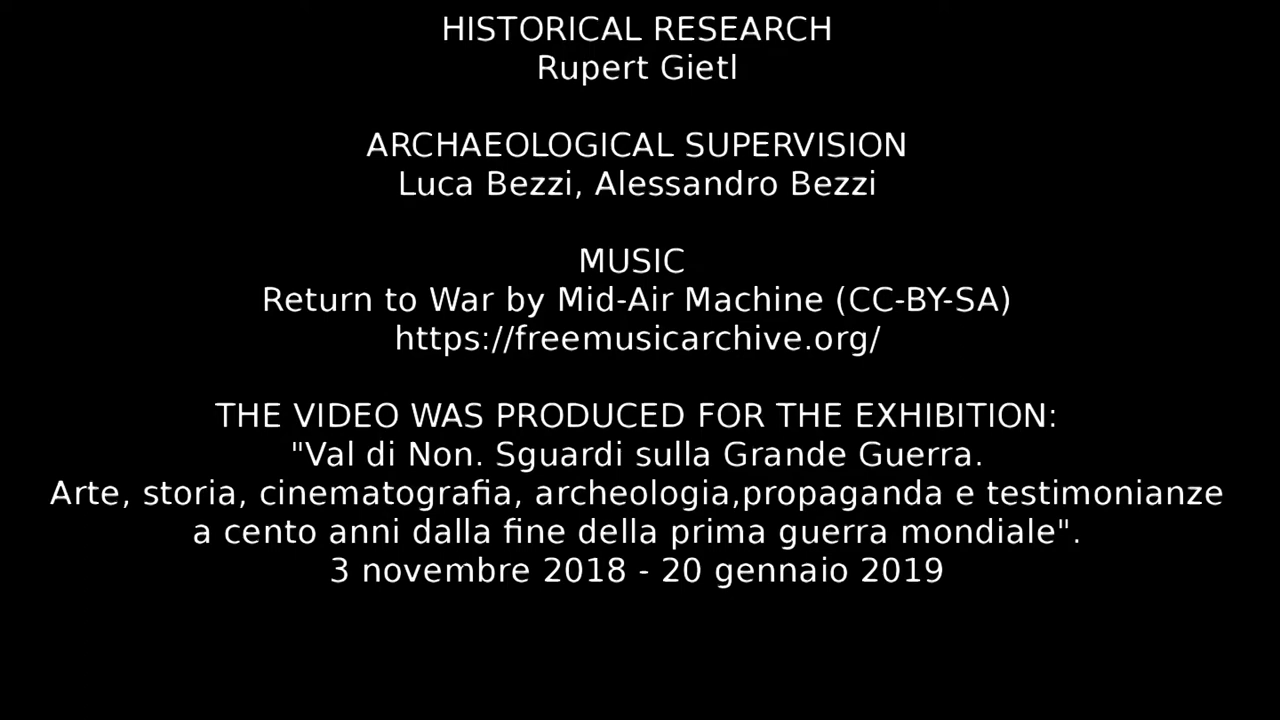 HISTORICAL RESEARCH
Rupert Gietl
ARCHAEOLOGICAL SUPERVISION
Luca Bezzi, Alessandro Bezzi
MUSIC
Return to War by Mid-Air Machine (CC-BY-SA)
https://freemusicarchive.org/
THE VIDEO WAS PRODUCED FOR THE EXHIBITION:
"Val di Non. Sguardi sulla Grande Guerra.
Arte, storia, cinematografia, archeologia,propaganda e testimonianze
a cento anni dalla fine della prima guerra mondiale".
3 novembre 2018 - 20 gennaio 2019